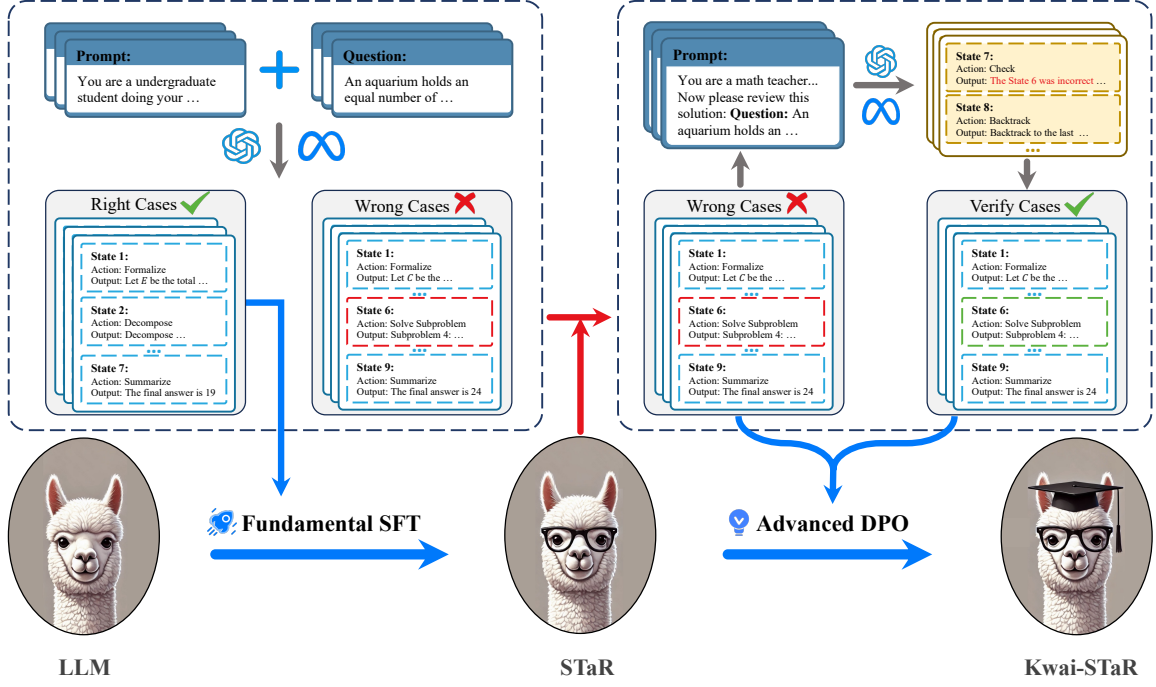 Prompt:
You are a undergraduate
student doing your …
Question:
An aquarium holds an
equal number of …
Right Cases
State 1:
Action: Formalize
Output: Let E be the total …
State 2:
Action: Decompose
Output: Decompose …
...
State 7:
Action: Summarize
Output: The final answer is 19
Wrong Cases
State 1:
Action: Formalize
Output: Let C be the …
...
State 6:
Action: Solve Subproblem
Output: Subproblem 4: …
...
State 9:
Action: Summarize
Output: The final answer is 24
Prompt:
You are a math teacher...
Now please review this
solution: Question: An
aquarium holds an …
State 7:
Action: Check
Output: The State 6 was incorrect …
State 8:
Action: Backtrack
Output: Backtrack to the last …
...
Wrong Cases
State 1:
Action: Formalize
Output: Let C be the …
...
State 6:
Action: Solve Subproblem
Output: Subproblem 4: …
...
State 9:
Action: Summarize
Output: The final answer is 24
Verify Cases
State 1:
Action: Formalize
Output: Let C be the …
...
State 6:
Action: Solve Subproblem
Output: Subproblem 4: …
...
State 9:
Action: Summarize
Output: The final answer is 24
Fundamental SFT
Advanced DPO
LLM
STaR
Kwai-STaR